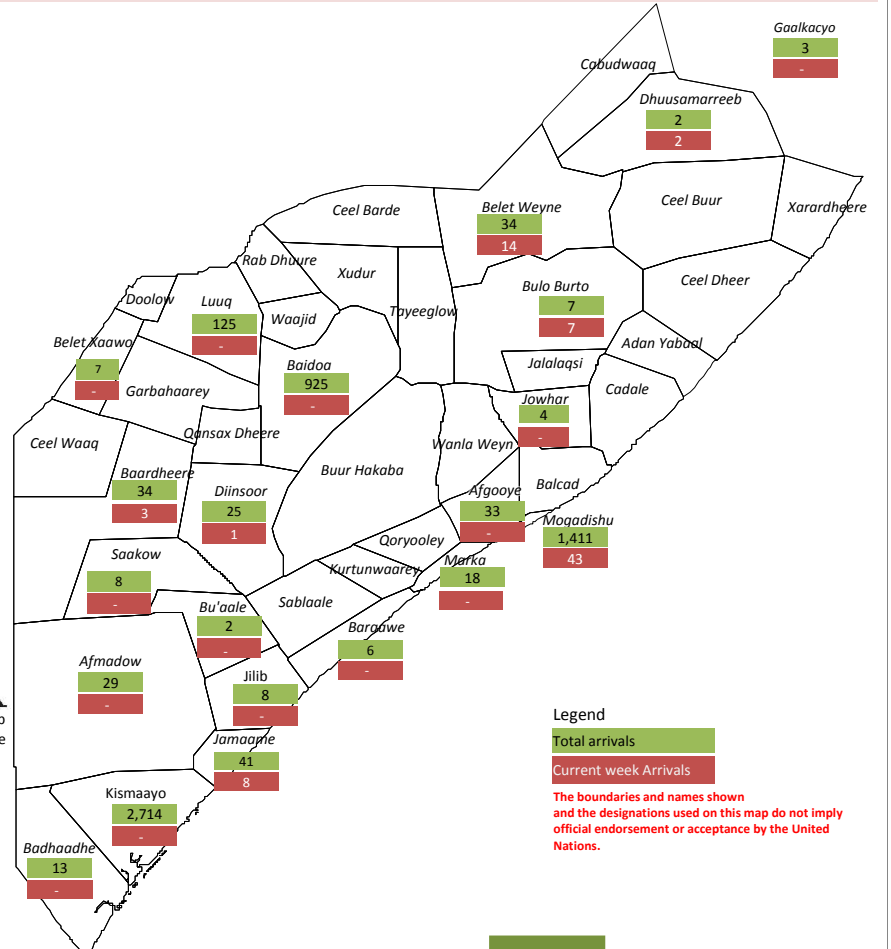 Gaalkacyo
3
-
Cabudwaaq
Dhuusamarreeb
2
2
Ceel Barde
Belet Weyne
34
14
Ceel Buur
Xarardheere
Rab Dhuure
Xudur
Ceel Dheer
Doolow
Luuq
125
-
Waajid
Tayeeglow
Bulo Burto
7
7
Belet Xaawo
7
-
Garbahaarey
Baidoa
925
-
Adan Yabaal
Jalalaqsi
Cadale
Jowhar
4
-
Ceel Waaq
Qansax Dheere
Wanla Weyn
Buur Hakaba
Baardheere
34
3
Diinsoor
25
1
Afgooye
33
-
Balcad
Mogadishu
1,411
43
Qoryooley
Saakow
8
-
Kurtunwaarey
Marka
18
-
Bu'aale
2
-
Sablaale
Baraawe
6
-
Afmadow
29
-
Jilib
8
-
Jamaame
41
8
Kismaayo
2,714
-
Badhaadhe
13
-
Legend
Total arrivals
Current week Arrivals
The boundaries and names shown
and the designations used on this map do not imply
official endorsement or acceptance by the United
Nations.